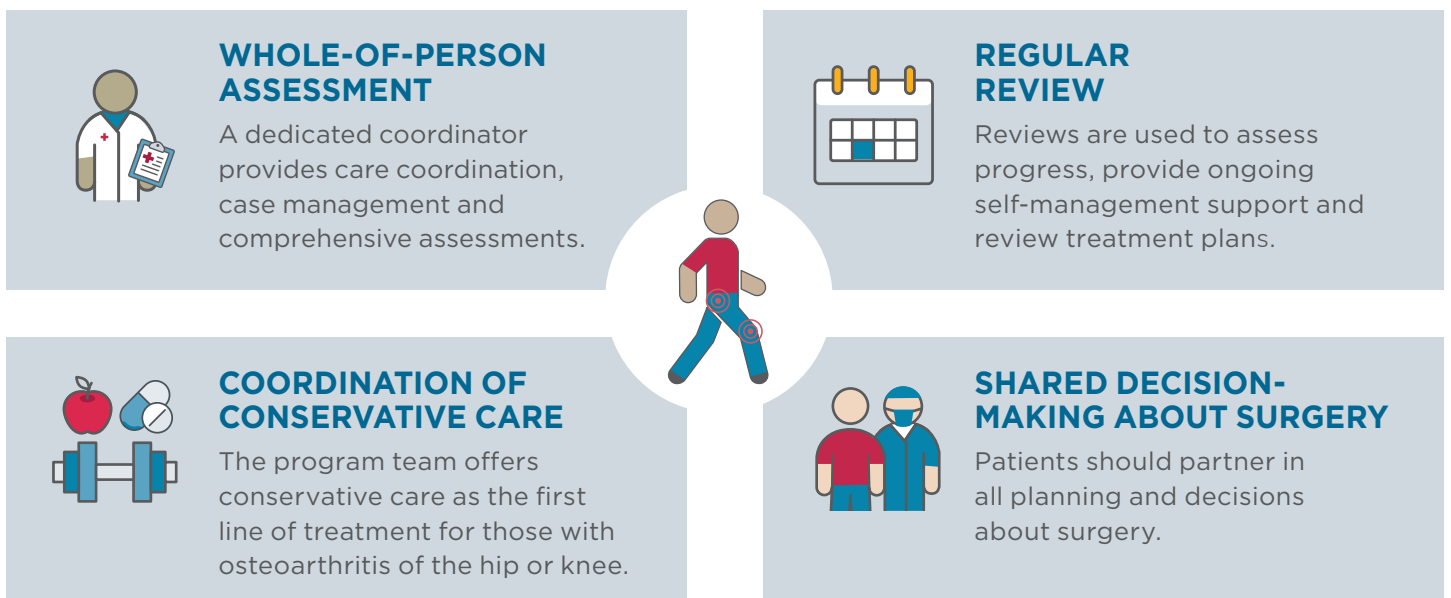 WHOLE-OF-PERSON
ASSESSMENT
A dedicated coordinator
provides care coordination,
case management and
comprehensive assessments.
REGULAR
REVIEW
Reviews are used to assess
progress, provide ongoing
self-management support and
review treatment plans.
COORDINATION OF
CONSERVATIVE CARE
The program team offers
conservative care as the first
line of treatment for those with
osteoarthritis of the hip or knee.
SHARED DECISION-
MAKING ABOUT SURGERY
Patients should partner in
all planning and decisions
about surgery.